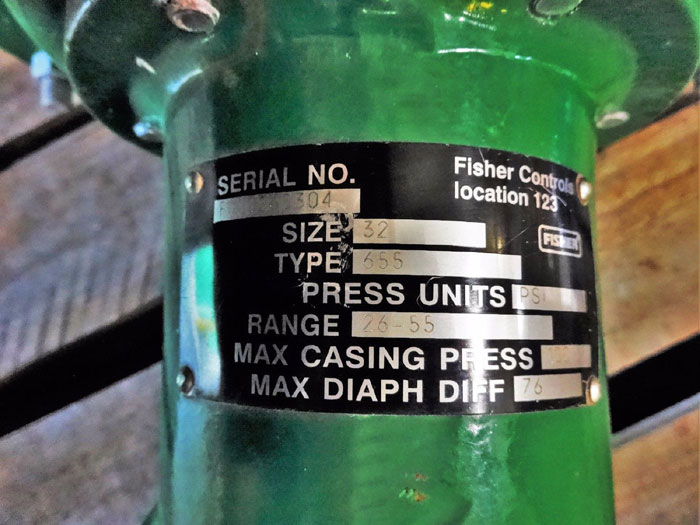 SERIAL NO.
304
Fisher Controls
location 123
SIZE 32
FISHER
TYPE 655
PRESS UNITS PSI
RANGE 26-55
MAX CASING PRESS
MAX DIAPH DIFF 76